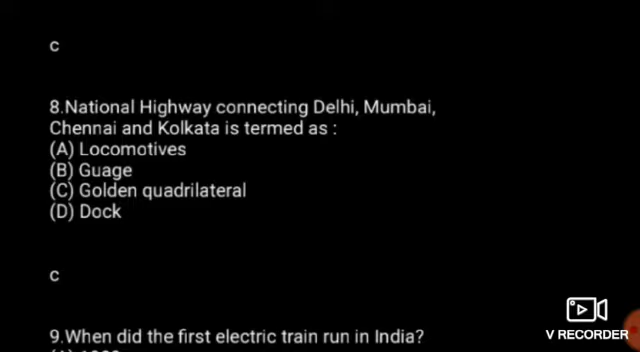 c
8.National Highway connecting Delhi, Mumbai,
Chennai and Kolkata is termed as :
(A) Locomotives
(B) Guage
(C) Golden quadrilateral
(D) Dock
c
9.When did the first electric train run in India?
V RECORDER